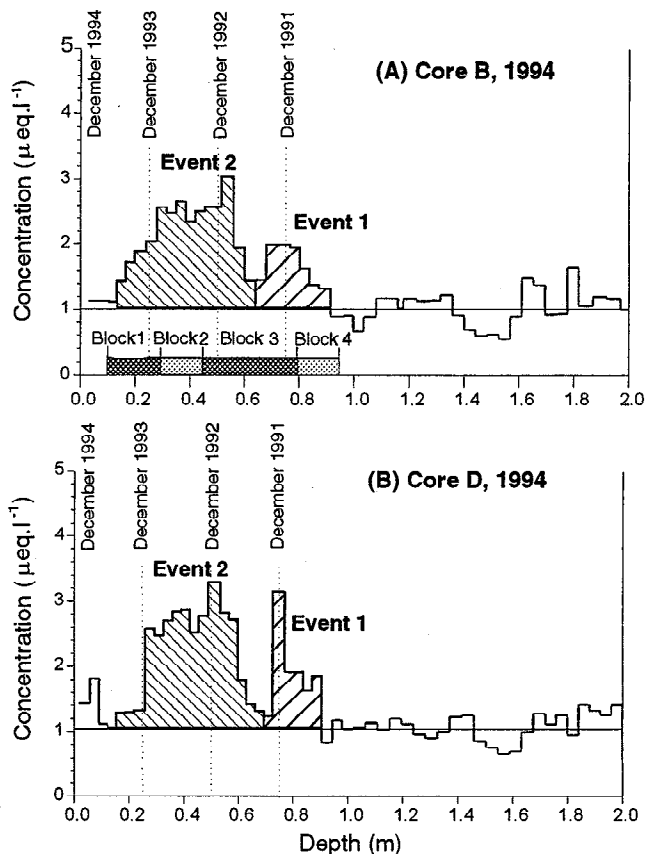 (A) Core B, 1994
December 1994
December 1993
December 1992
December 1991
Event 2
Event 1
Block1
Block2
Block 3
Block 4
Concentration (μeq.l⁻¹)
5
4
3
2
1
0
0.0 0.2 0.4 0.6 0.8 1.0 1.2 1.4 1.6 1.8 2.0
(B) Core D, 1994
December 1994
December 1993
December 1992
December 1991
Event 2
Event 1
Concentration (μeq.l⁻¹)
5
4
3
2
1
0
0.0 0.2 0.4 0.6 0.8 1.0 1.2 1.4 1.6 1.8 2.0
Depth (m)